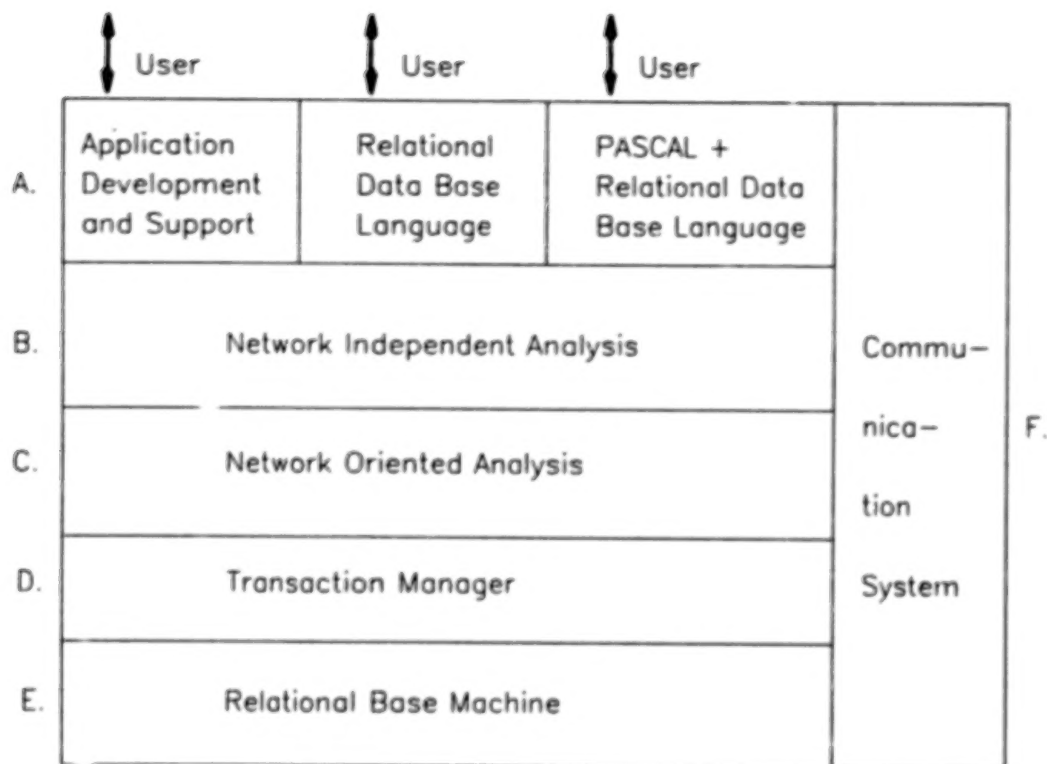 User
User
User
A.
Application
Development
and Support
Relational
Data Base
Language
PASCAL +
Relational Data
Base Language
B.
Network Independent Analysis
Commu-
nica-
tion
System
F.
C.
Network Oriented Analysis
D.
Transaction Manager
E.
Relational Base Machine